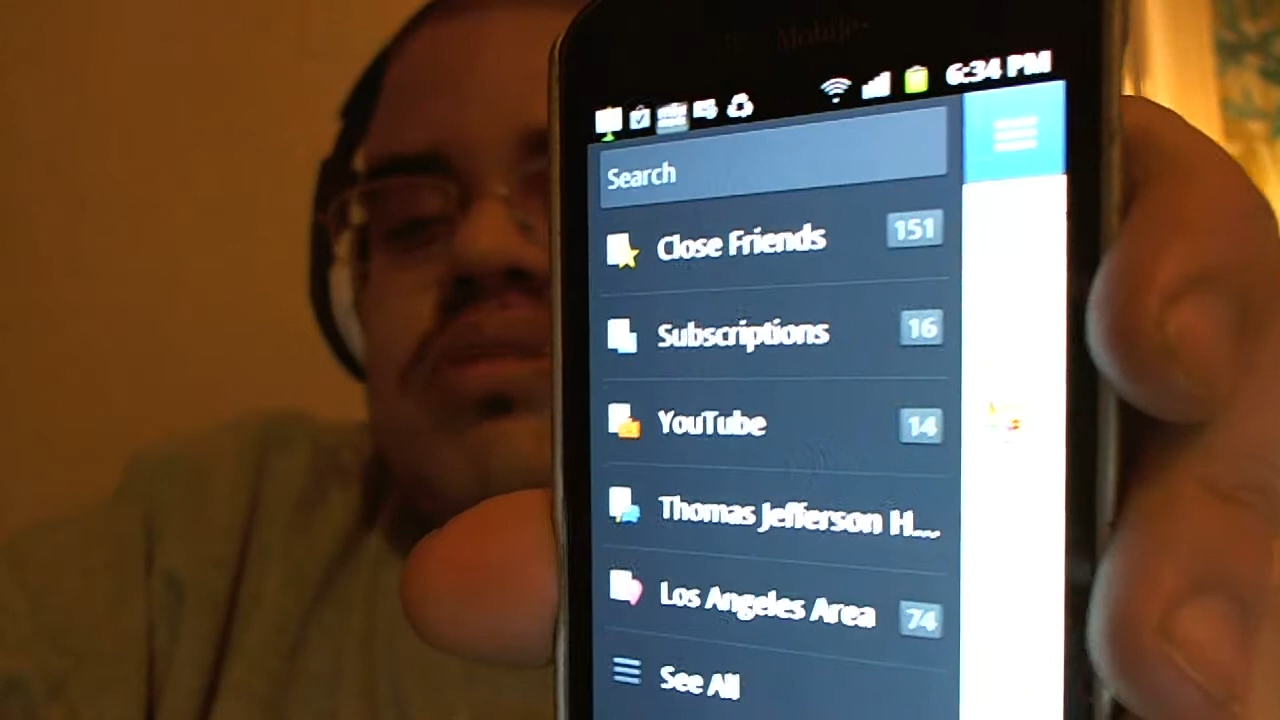 6:34 PM
Search
Close Friends 151
Subscriptions 16
YouTube 14
Thomas Jefferson H...
Los Angeles Area 74
See All